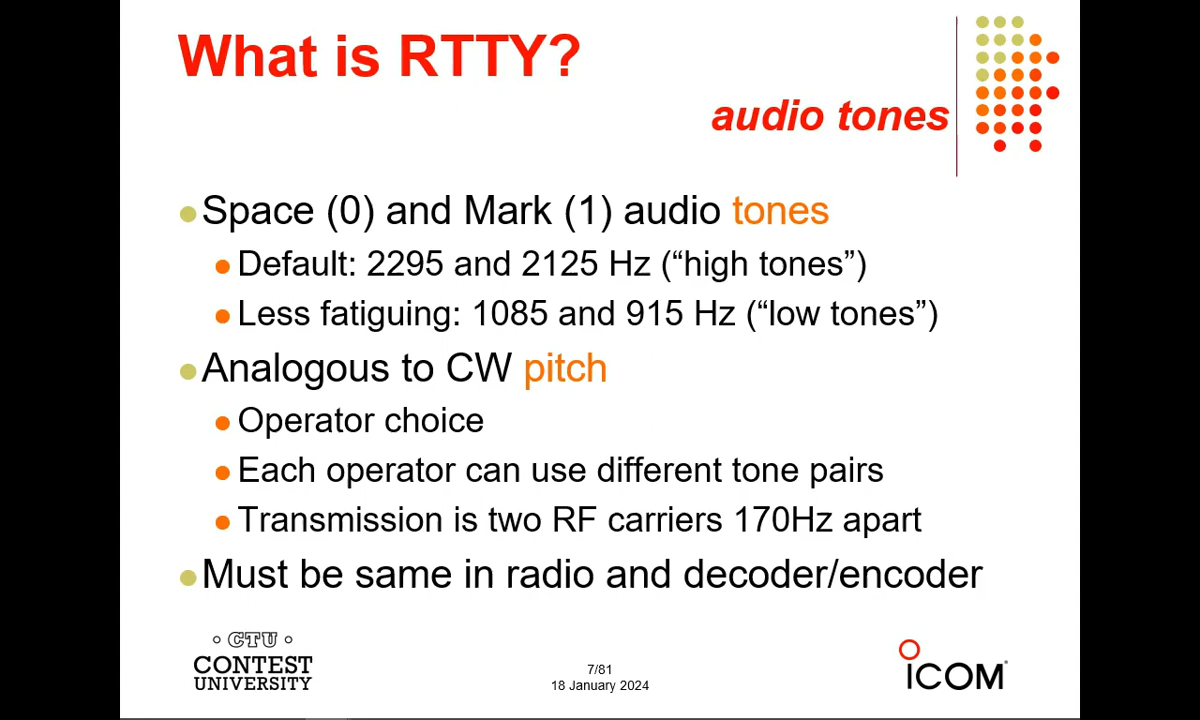 What is RTTY?
audio tones
Space (0) and Mark (1) audio tones
Default: 2295 and 2125 Hz (“high tones”)
Less fatiguing: 1085 and 915 Hz (“low tones”)
Analogous to CW pitch
Operator choice
Each operator can use different tone pairs
Transmission is two RF carriers 170Hz apart
Must be same in radio and decoder/encoder
CTU
CONTEST
UNIVERSITY
7/81
18 January 2024
ICOM